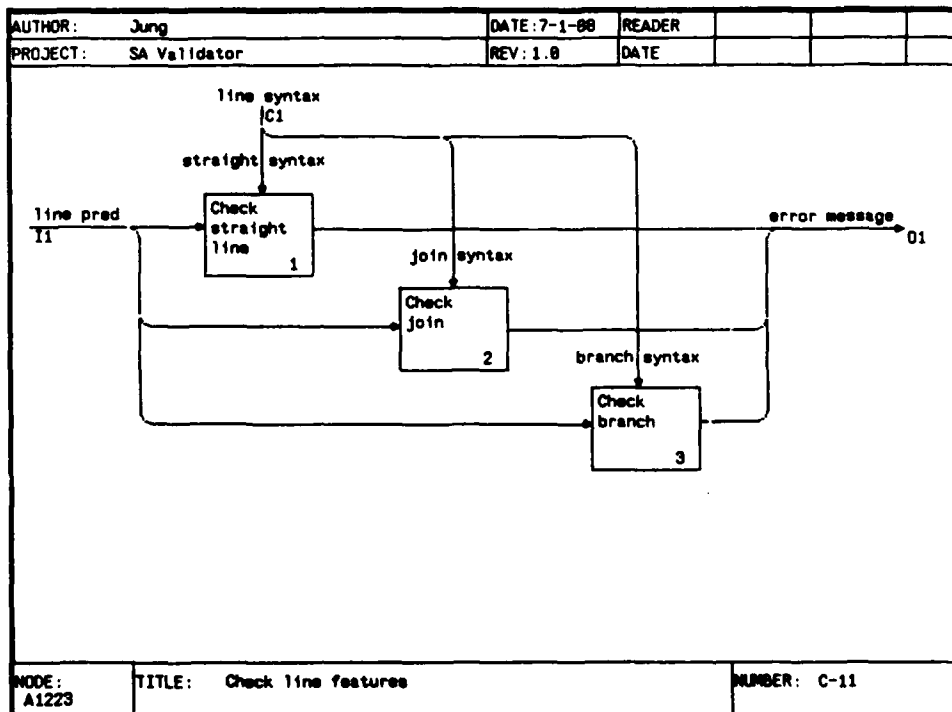 AUTHOR: Jung DATE:7-1-88 READER
PROJECT: SA Validator REV:1.0 DATE
line syntax
C1
straight syntax
line pred
I1
Check
straight
line
1
error message
O1
join syntax
Check
join
2
branch syntax
Check
branch
3
NODE: TITLE: Check line features NUMBER: C-11
A1223